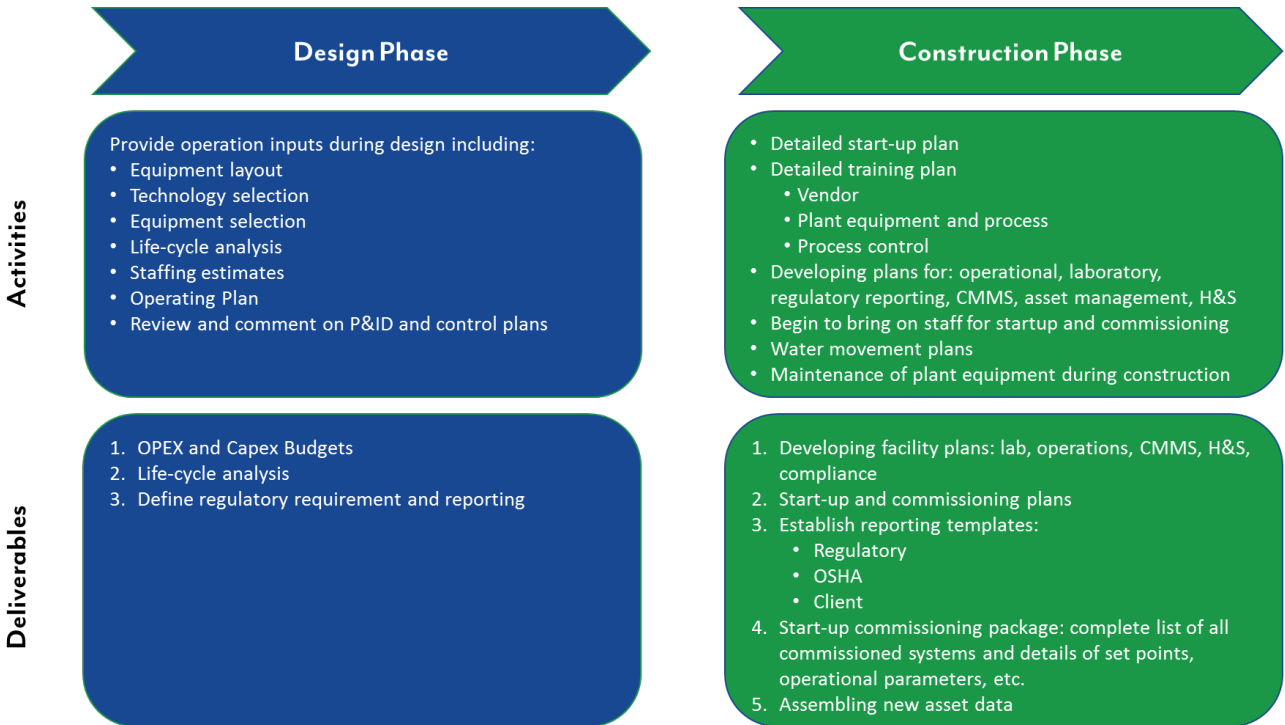 Design Phase
Construction Phase
Activities
Provide operation inputs during design including:
• Equipment layout
• Technology selection
• Equipment selection
• Life-cycle analysis
• Staffing estimates
• Operating Plan
• Review and comment on P&ID and control plans
• Detailed start-up plan
• Detailed training plan
• Vendor
• Plant equipment and process
• Process control
• Developing plans for: operational, laboratory,
regulatory reporting, CMMS, asset management, H&S
• Begin to bring on staff for startup and commissioning
• Water movement plans
• Maintenance of plant equipment during construction
Deliverables
1. OPEX and Capex Budgets
2. Life-cycle analysis
3. Define regulatory requirement and reporting
1. Developing facility plans: lab, operations, CMMS, H&S,
compliance
2. Start-up and commissioning plans
3. Establish reporting templates:
• Regulatory
• OSHA
• Client
4. Start-up commissioning package: complete list of all
commissioned systems and details of set points,
operational parameters, etc.
5. Assembling new asset data